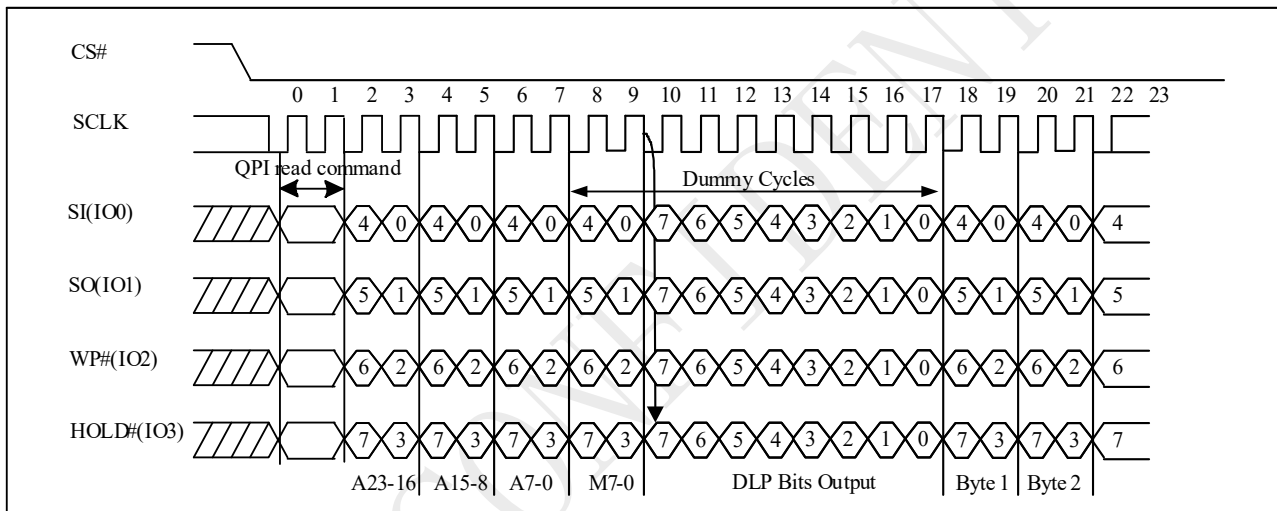 CS#
0 1 2 3 4 5 6 7 8 9 10 11 12 13 14 15 16 17 18 19 20 21 22 23
SCLK
QPI read command
Dummy Cycles
SI(IO0) 4 0 4 0 4 0 4 0 7 6 5 4 3 2 1 0 4 0 4 0 4
SO(IO1) 5 1 5 1 5 1 5 1 7 6 5 4 3 2 1 0 5 1 5 1 5
WP#(IO2) 6 2 6 2 6 2 6 2 7 6 5 4 3 2 1 0 6 2 6 2 6
HOLD#(IO3) 7 3 7 3 7 3 7 3 7 6 5 4 3 2 1 0 7 3 7 3 7
A23-16 A15-8 A7-0 M7-0 DLP Bits Output Byte 1 Byte 2